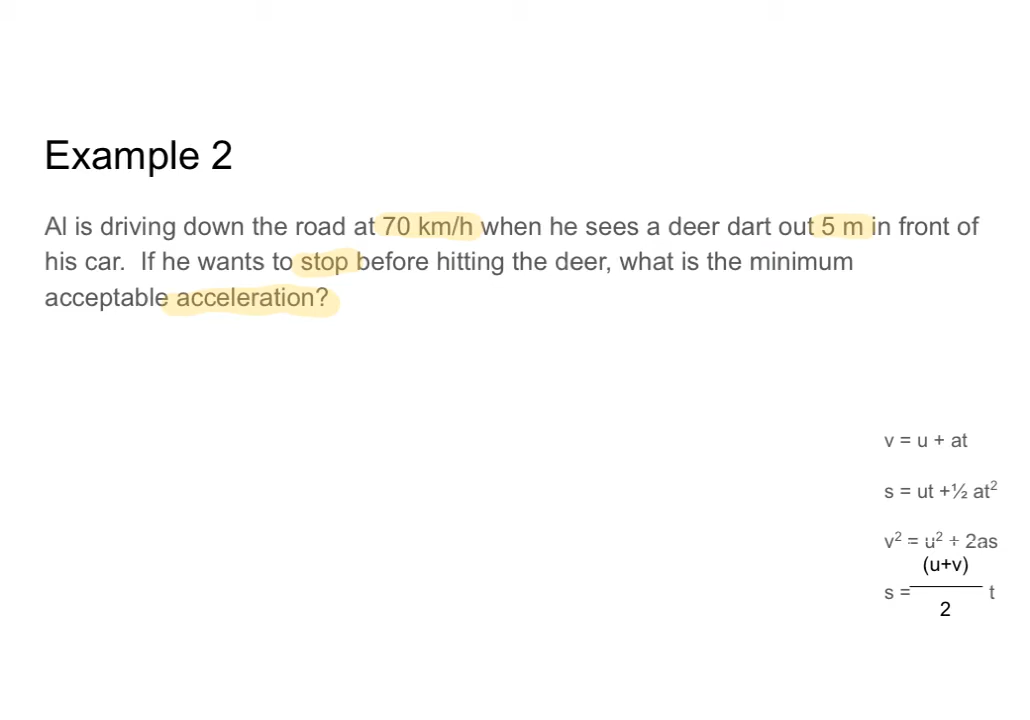 Example 2
Al is driving down the road at 70 km/h when he sees a deer dart out 5 m in front of
his car.  If he wants to stop before hitting the deer, what is the minimum
acceptable acceleration?
v = u + at
s = ut +½ at²
v² = u² + 2as
(u+v)
s = t
2